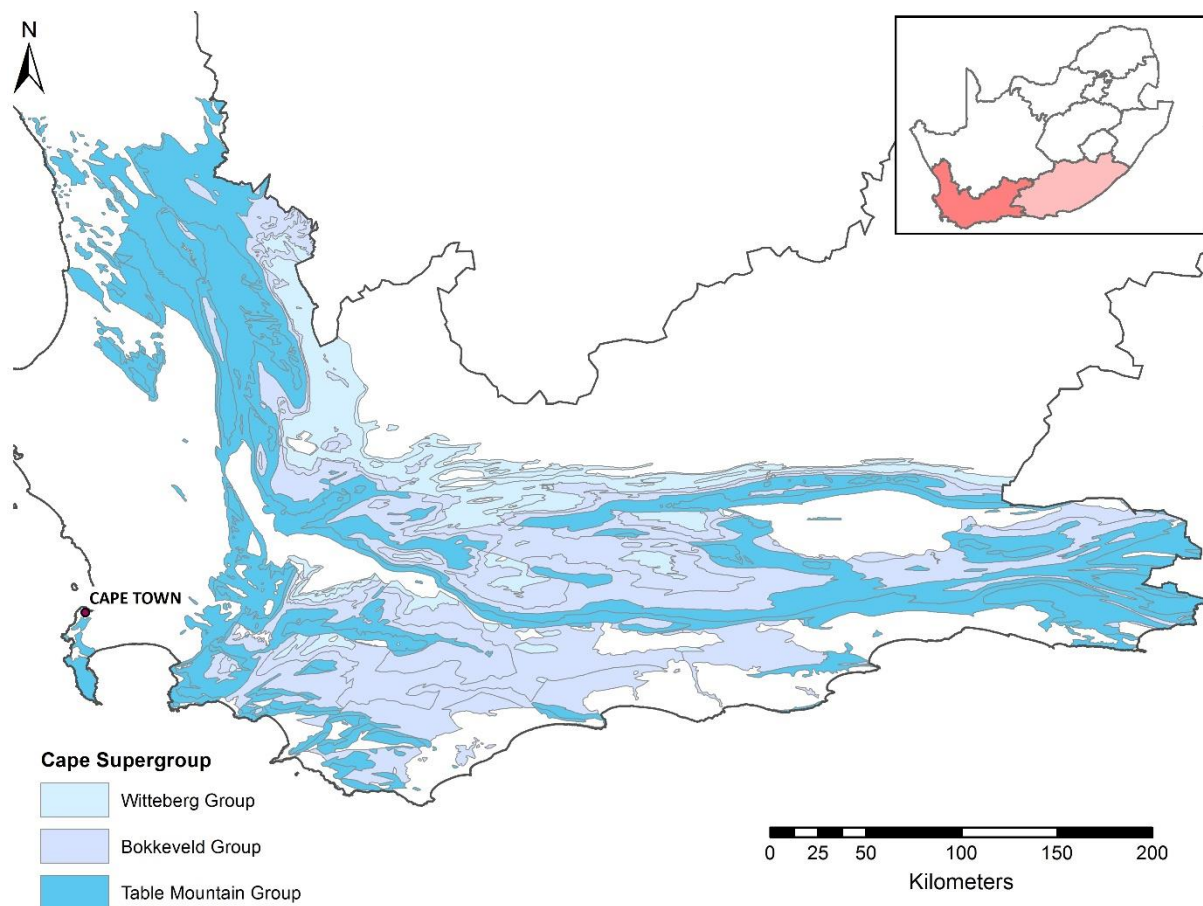 N
CAPE TOWN
Cape Supergroup
Witteberg Group
Bokkeveld Group
Table Mountain Group
0 25 50 100 150 200
Kilometers